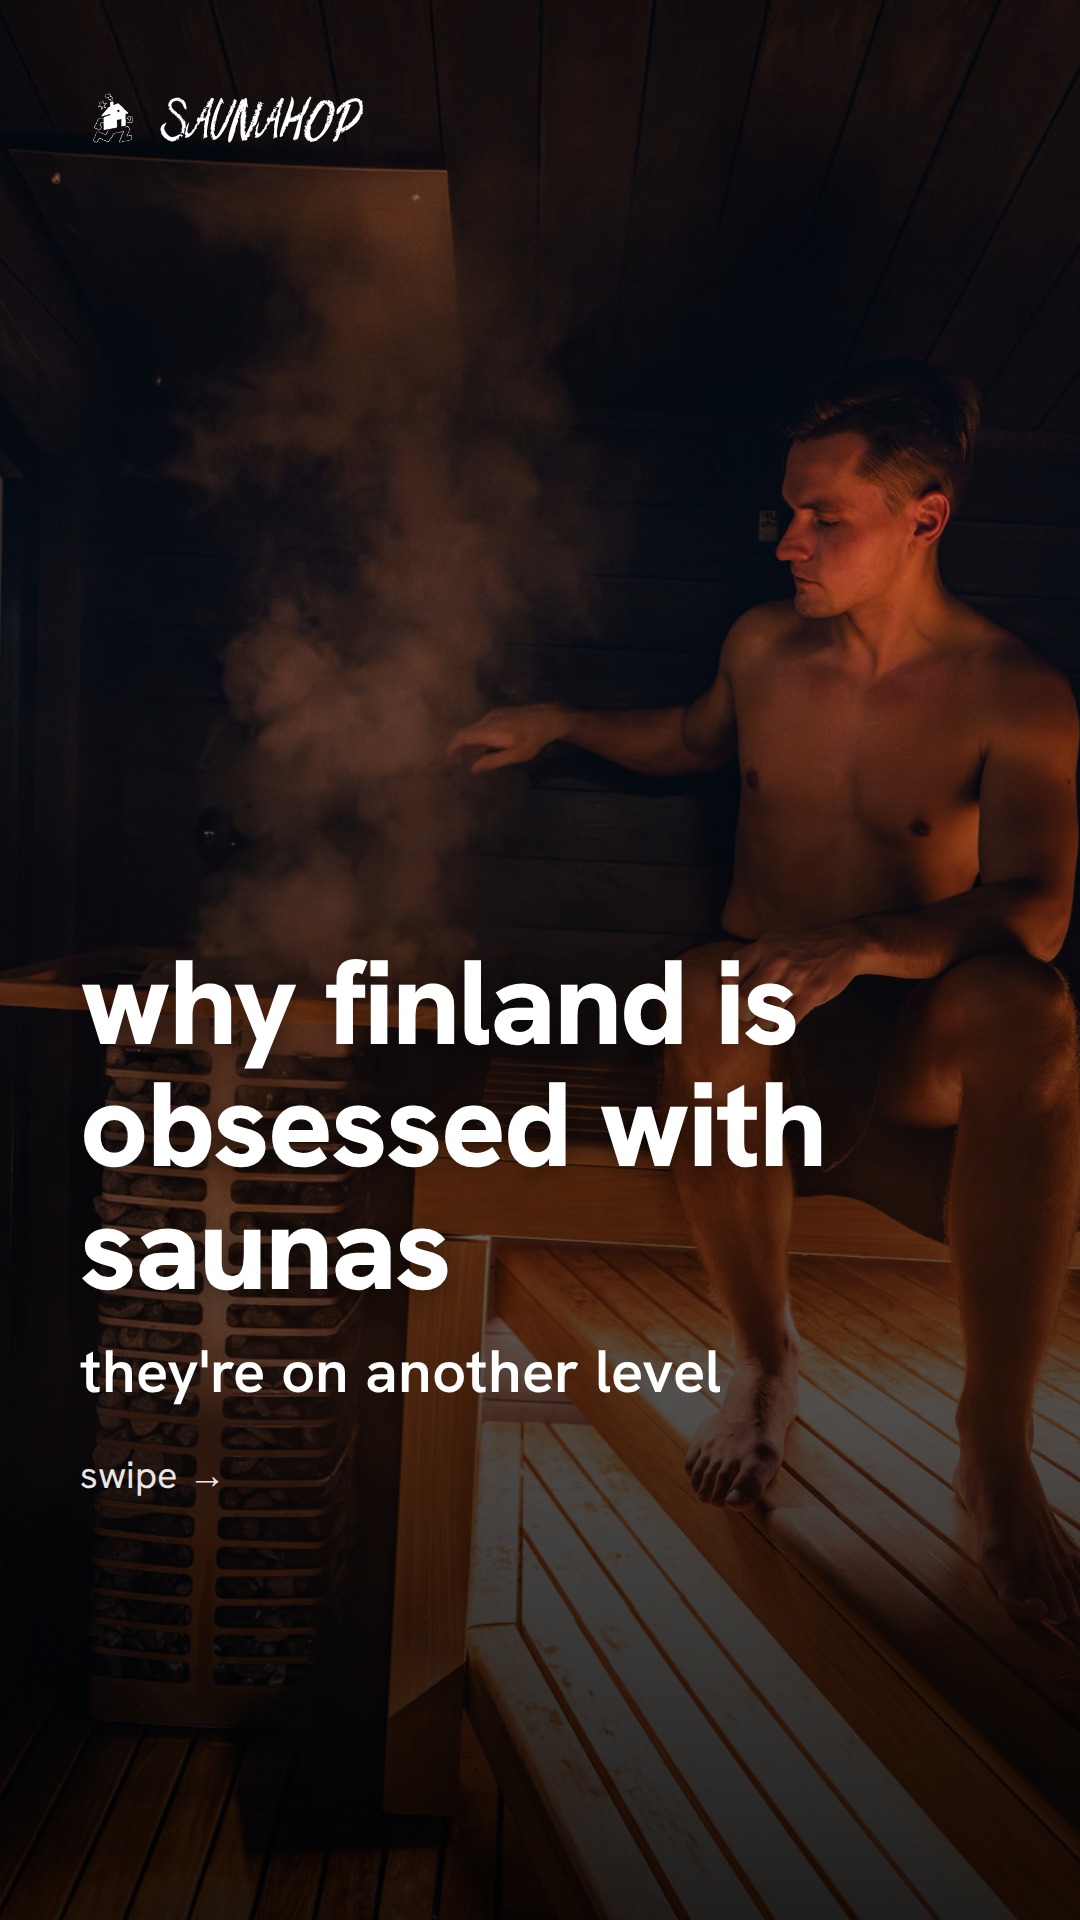 SAUNAHOP
why finland is
obsessed with
saunas
they're on another level
swipe →